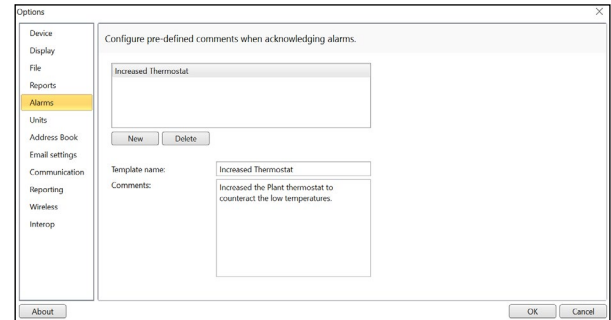 Options
Device
Display
File
Reports
Alarms
Units
Address Book
Email settings
Communication
Reporting
Wireless
Interop
Configure pre-defined comments when acknowledging alarms.
Increased Thermostat
New
Delete
Template name:
Increased Thermostat
Comments:
Increased the Plant thermostat to
counteract the low temperatures.
About
OK
Cancel